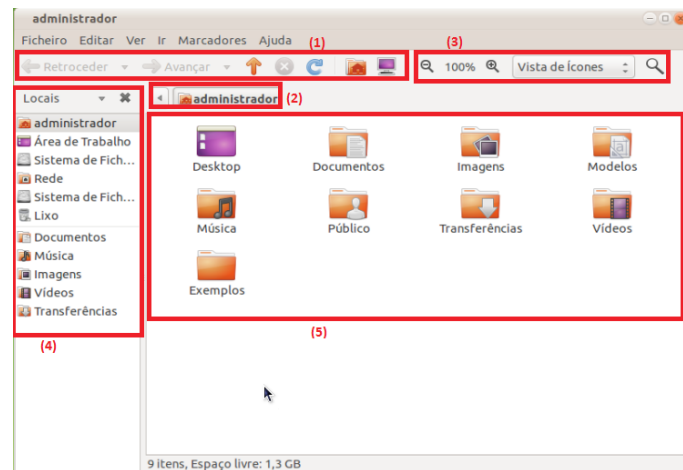 administrador
Ficheiro Editar Ver Ir Marcadores Ajuda (1) (3)
Retroceder Avançar 100% Vista de Ícones
Locais administrador (2)
administrador
Área de Trabalho
Sistema de Fich...
Rede
Sistema de Fich...
Lixo
Documentos
Música
Imagens
Vídeos
Transferências
(4)
Desktop Documentos Imagens Modelos
Música Público Transferências Vídeos
Exemplos
(5)
9 itens, Espaço livre: 1,3 GB